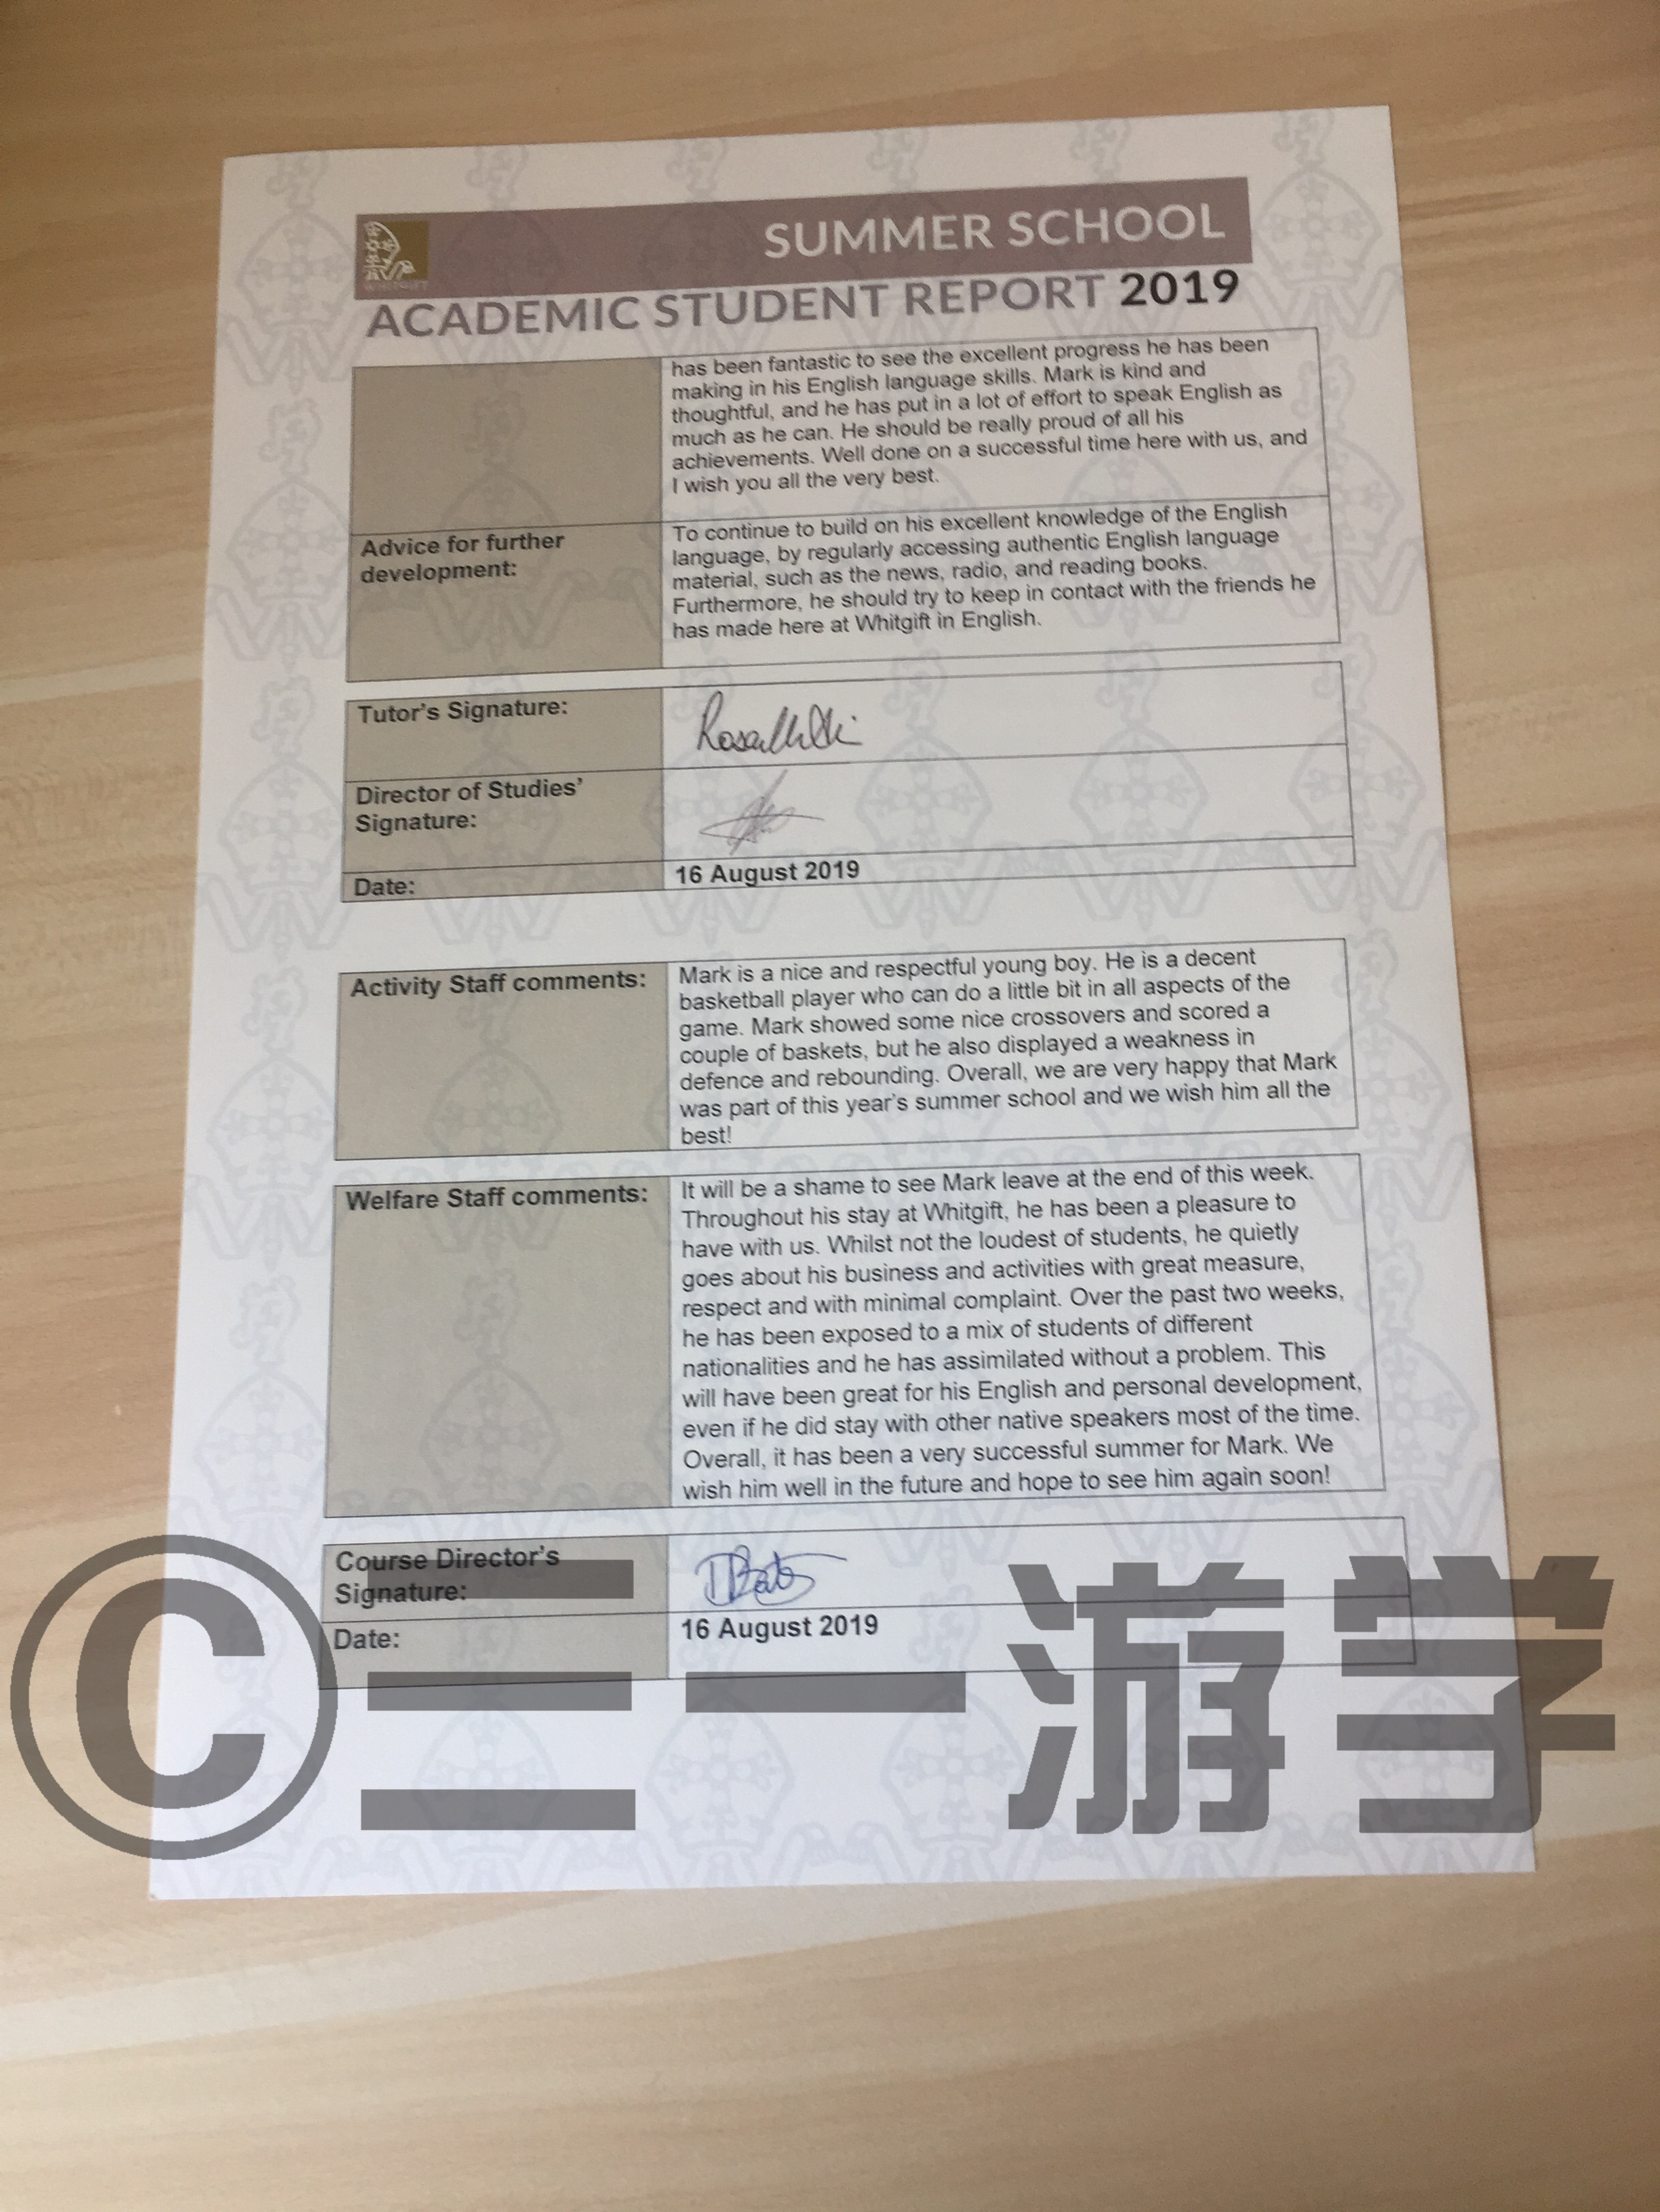 WHITGIFT
SUMMER SCHOOL
ACADEMIC STUDENT REPORT 2019
has been fantastic to see the excellent progress he has been
making in his English language skills. Mark is kind and
thoughtful, and he has put in a lot of effort to speak English as
much as he can. He should be really proud of all his
achievements. Well done on a successful time here with us, and
I wish you all the very best.
Advice for further
development:
To continue to build on his excellent knowledge of the English
language, by regularly accessing authentic English language
material, such as the news, radio, and reading books.
Furthermore, he should try to keep in contact with the friends he
has made here at Whitgift in English.
Tutor's Signature:
Director of Studies'
Signature:
Date:
16 August 2019
Activity Staff comments:
Mark is a nice and respectful young boy. He is a decent
basketball player who can do a little bit in all aspects of the
game. Mark showed some nice crossovers and scored a
couple of baskets, but he also displayed a weakness in
defence and rebounding. Overall, we are very happy that Mark
was part of this year's summer school and we wish him all the
best!
Welfare Staff comments:
It will be a shame to see Mark leave at the end of this week.
Throughout his stay at Whitgift, he has been a pleasure to
have with us. Whilst not the loudest of students, he quietly
goes about his business and activities with great measure,
respect and with minimal complaint. Over the past two weeks,
he has been exposed to a mix of students of different
nationalities and he has assimilated without a problem. This
will have been great for his English and personal development,
even if he did stay with other native speakers most of the time.
Overall, it has been a very successful summer for Mark. We
wish him well in the future and hope to see him again soon!
Course Director's
Signature:
Date:
16 August 2019
©三一游学